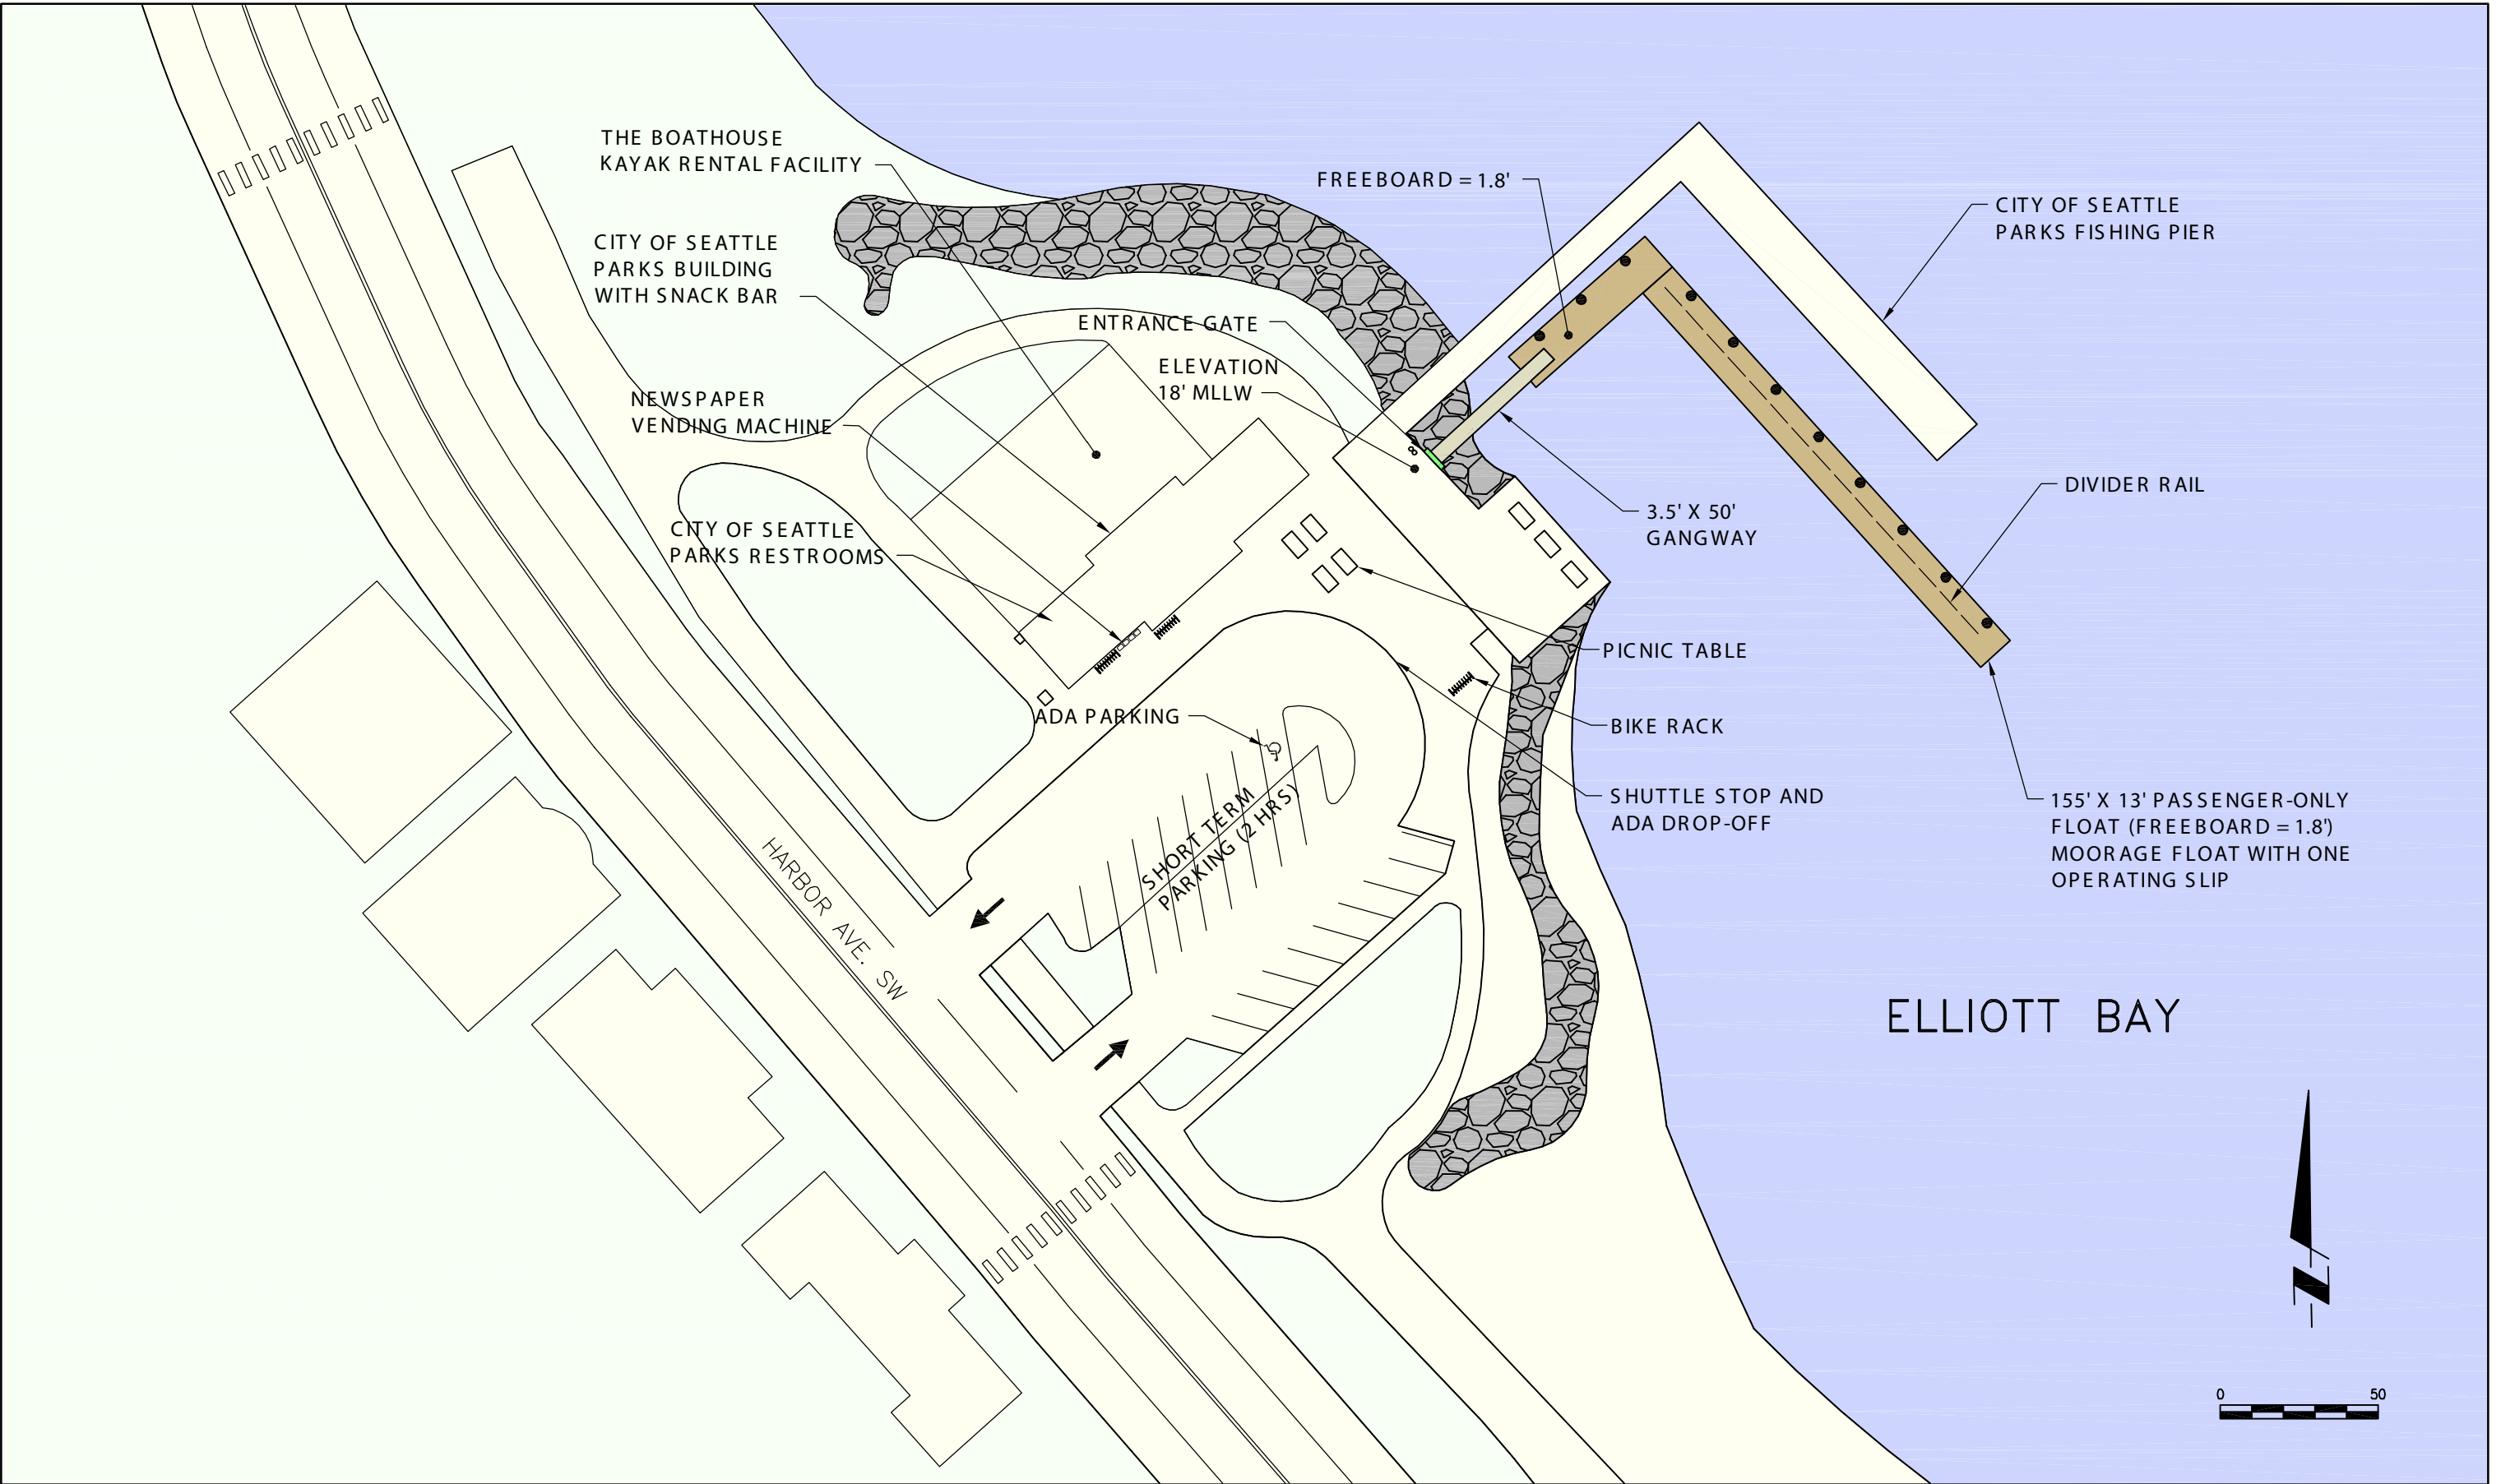 THE BOATHOUSE
KAYAK RENTAL FACILITY
CITY OF SEATTLE
PARKS BUILDING
WITH SNACK BAR
NEWSPAPER
VENDING MACHINE
CITY OF SEATTLE
PARKS RESTROOMS
ENTRANCE GATE
ELEVATION
18' MLLW
FREEBOARD = 1.8'
CITY OF SEATTLE
PARKS FISHING PIER
8
DIVIDER RAIL
3.5' X 50'
GANGWAY
PICNIC TABLE
BIKE RACK
ADA PARKING
SHUTTLE STOP AND
ADA DROP-OFF
155' X 13' PASSENGER-ONLY
FLOAT (FREEBOARD = 1.8')
MOORAGE FLOAT WITH ONE
OPERATING SLIP
SHORT TERM
PARKING (2 HRS)
HARBOR AVE. SW
ELLIOTT BAY
N
0 50